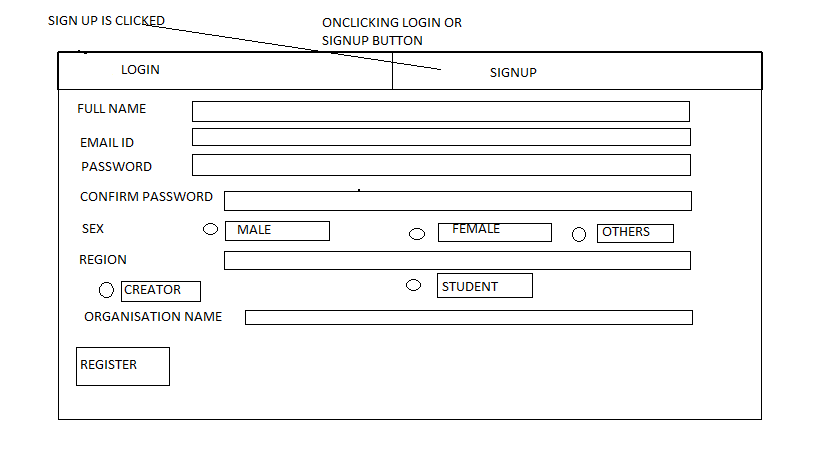 SIGN UP IS CLICKED
ONCLICKING LOGIN OR
SIGNUP BUTTON
LOGIN
SIGNUP
FULL NAME
EMAIL ID
PASSWORD
CONFIRM PASSWORD
SEX
MALE
FEMALE
OTHERS
REGION
CREATOR
STUDENT
ORGANISATION NAME
REGISTER